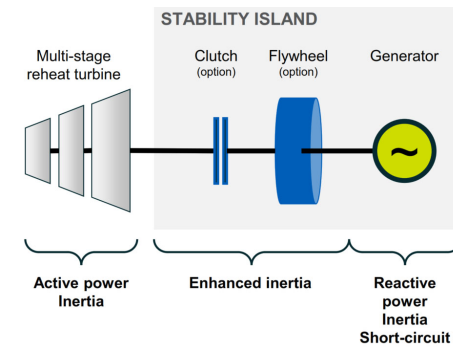 STABILITY ISLAND
Multi-stage
reheat turbine
Clutch
(option)
Flywheel
(option)
Generator
~
Active power
Inertia
Enhanced inertia
Reactive
power
Inertia
Short-circuit